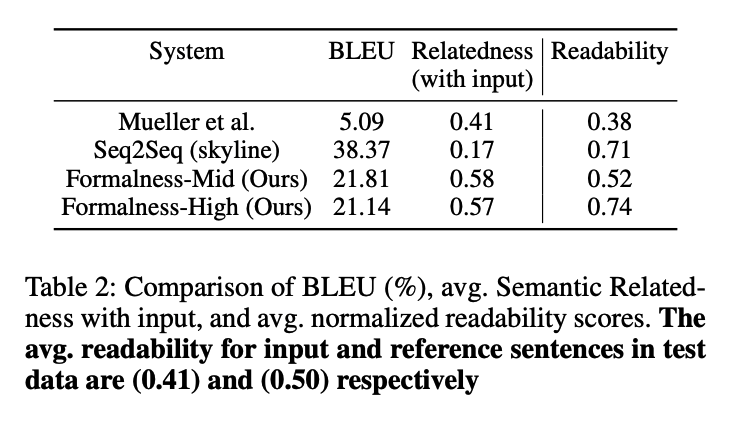 System BLEU Relatedness Readability
(with input)
Mueller et al. 5.09 0.41 0.38
Seq2Seq (skyline) 38.37 0.17 0.71
Formalness-Mid (Ours) 21.81 0.58 0.52
Formalness-High (Ours) 21.14 0.57 0.74
Table 2: Comparison of BLEU (%), avg. Semantic Related-
ness with input, and avg. normalized readability scores. The
avg. readability for input and reference sentences in test
data are (0.41) and (0.50) respectively